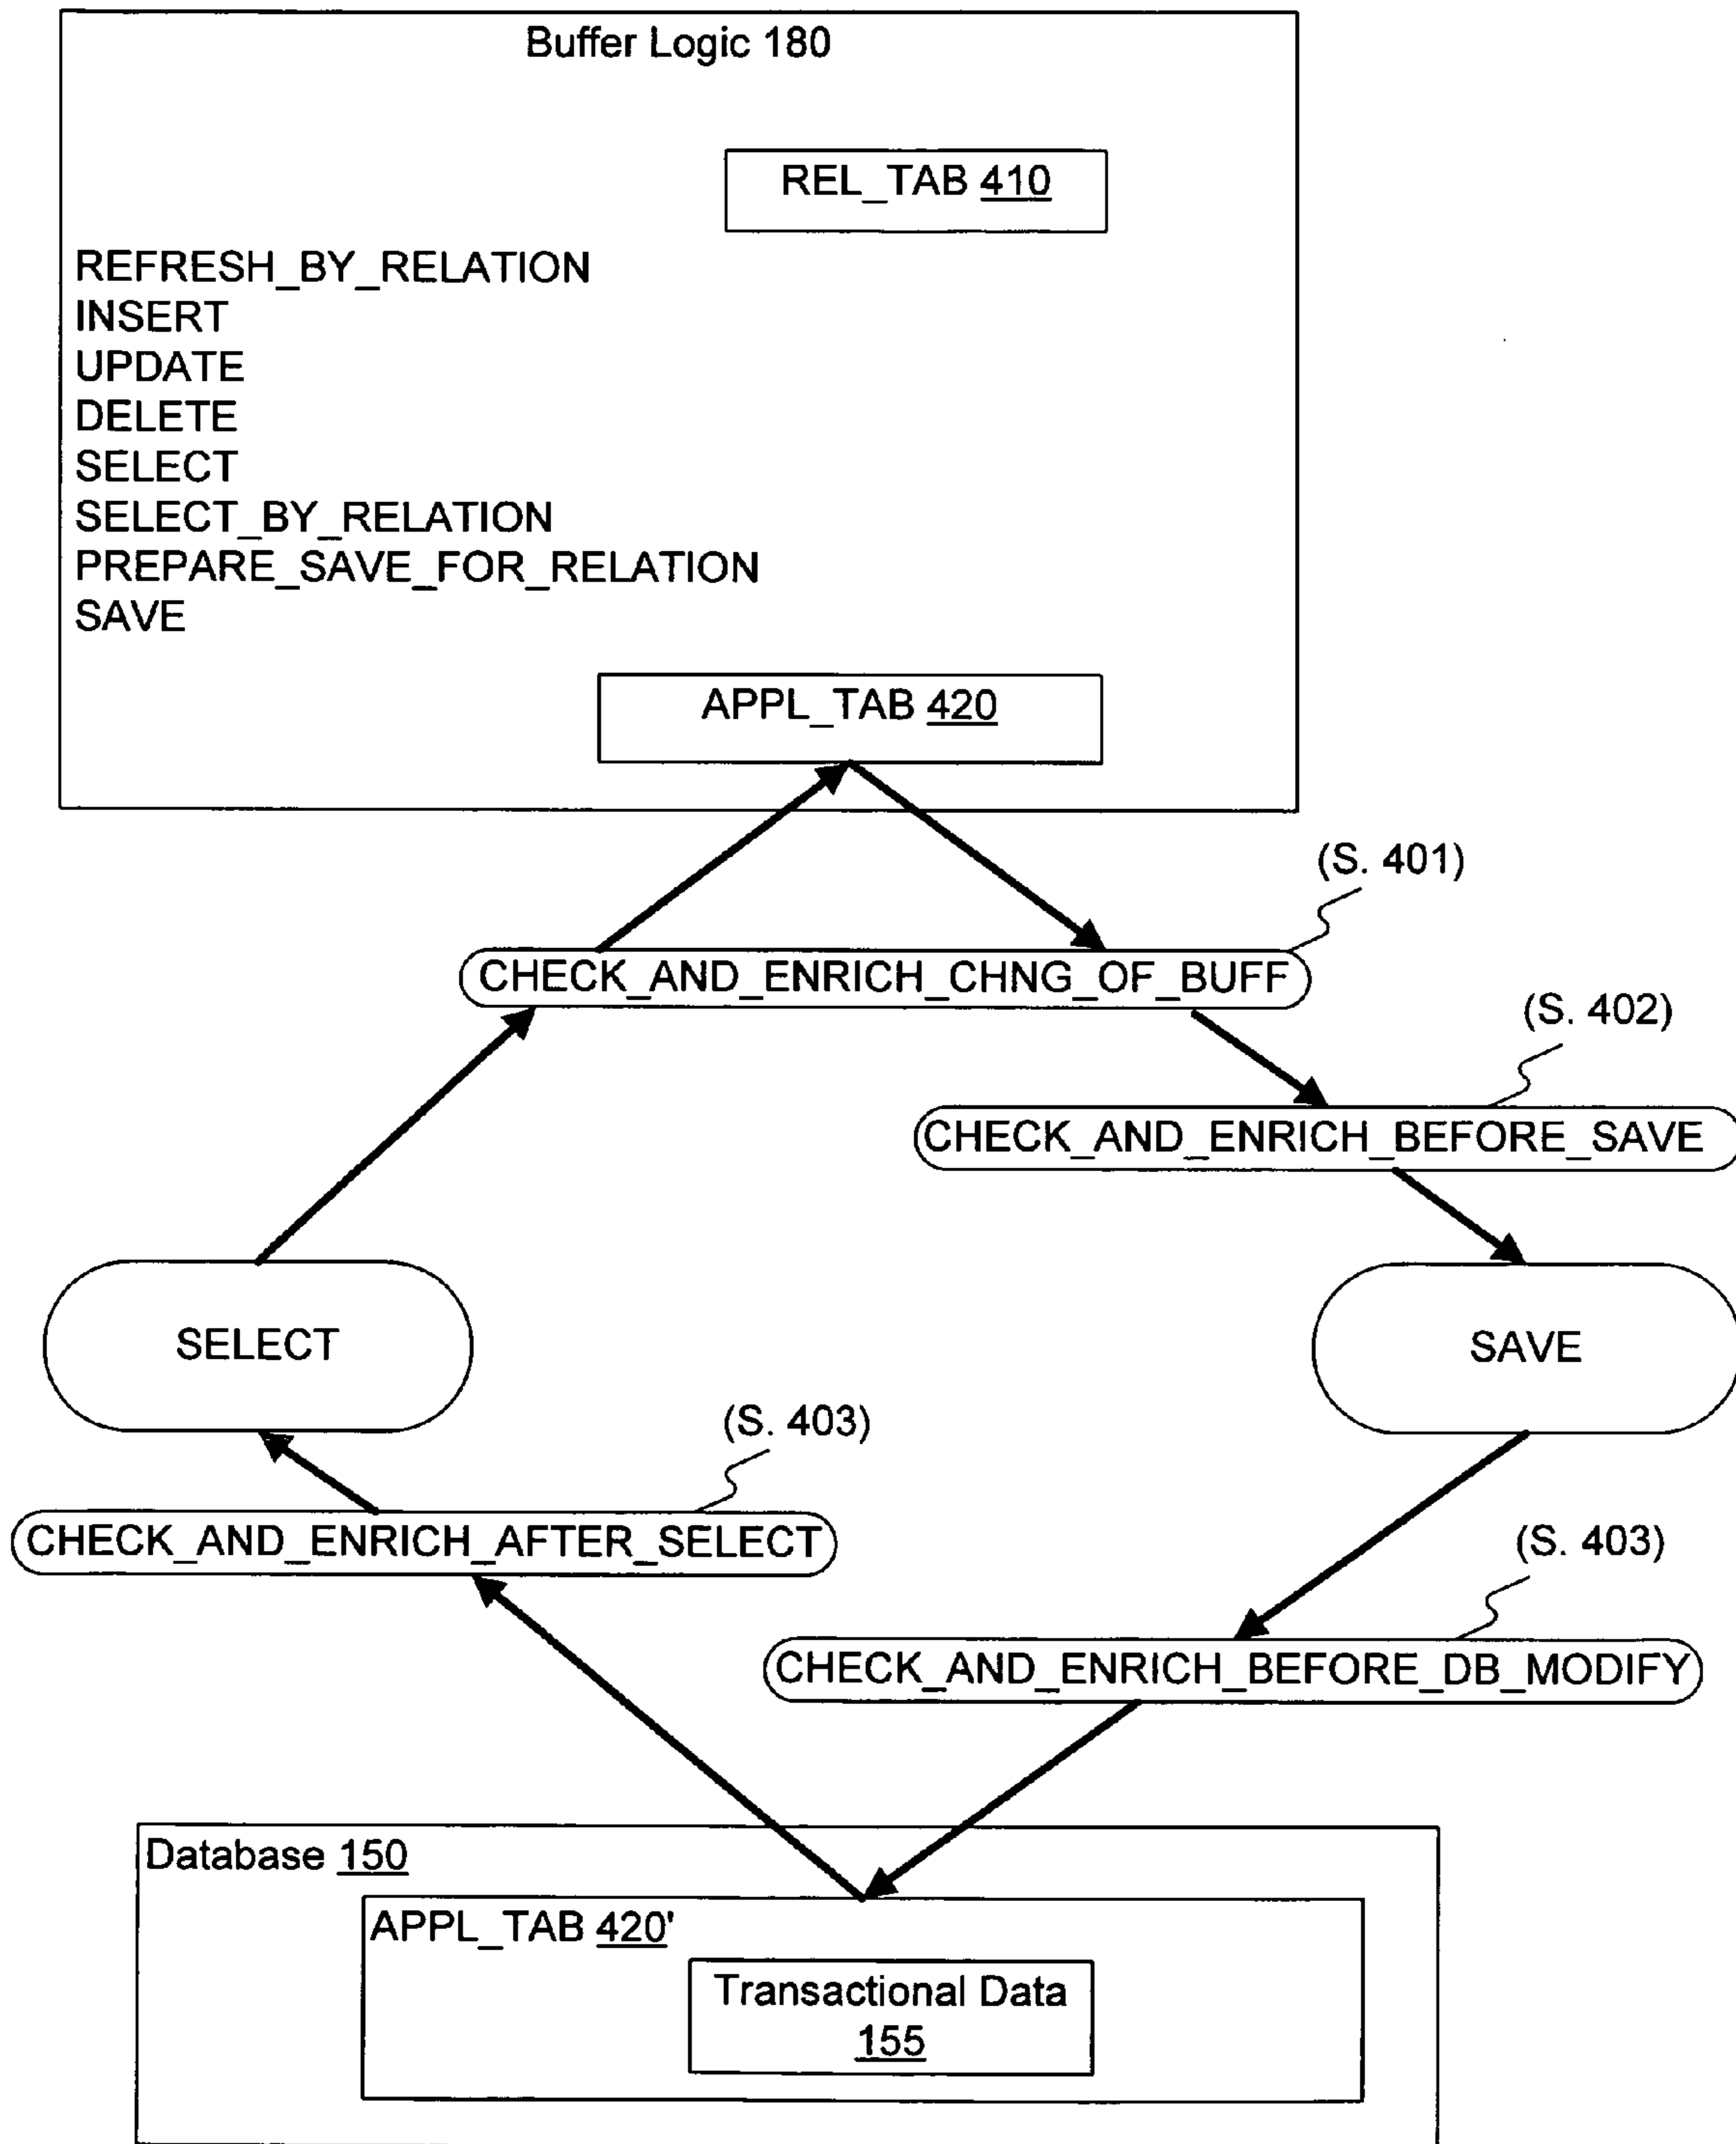 Buffer Logic 180
REL_TAB 410
REFRESH_BY_RELATION
INSERT
UPDATE
DELETE
SELECT
SELECT_BY_RELATION
PREPARE_SAVE_FOR_RELATION
SAVE
APPL_TAB 420
(S. 401)
CHECK_AND_ENRICH_CHNG_OF_BUFF
(S. 402)
CHECK_AND_ENRICH_BEFORE_SAVE
SELECT
SAVE
(S. 403)
CHECK_AND_ENRICH_AFTER_SELECT
(S. 403)
CHECK_AND_ENRICH_BEFORE_DB_MODIFY
Database 150
APPL_TAB 420'
Transactional Data
155